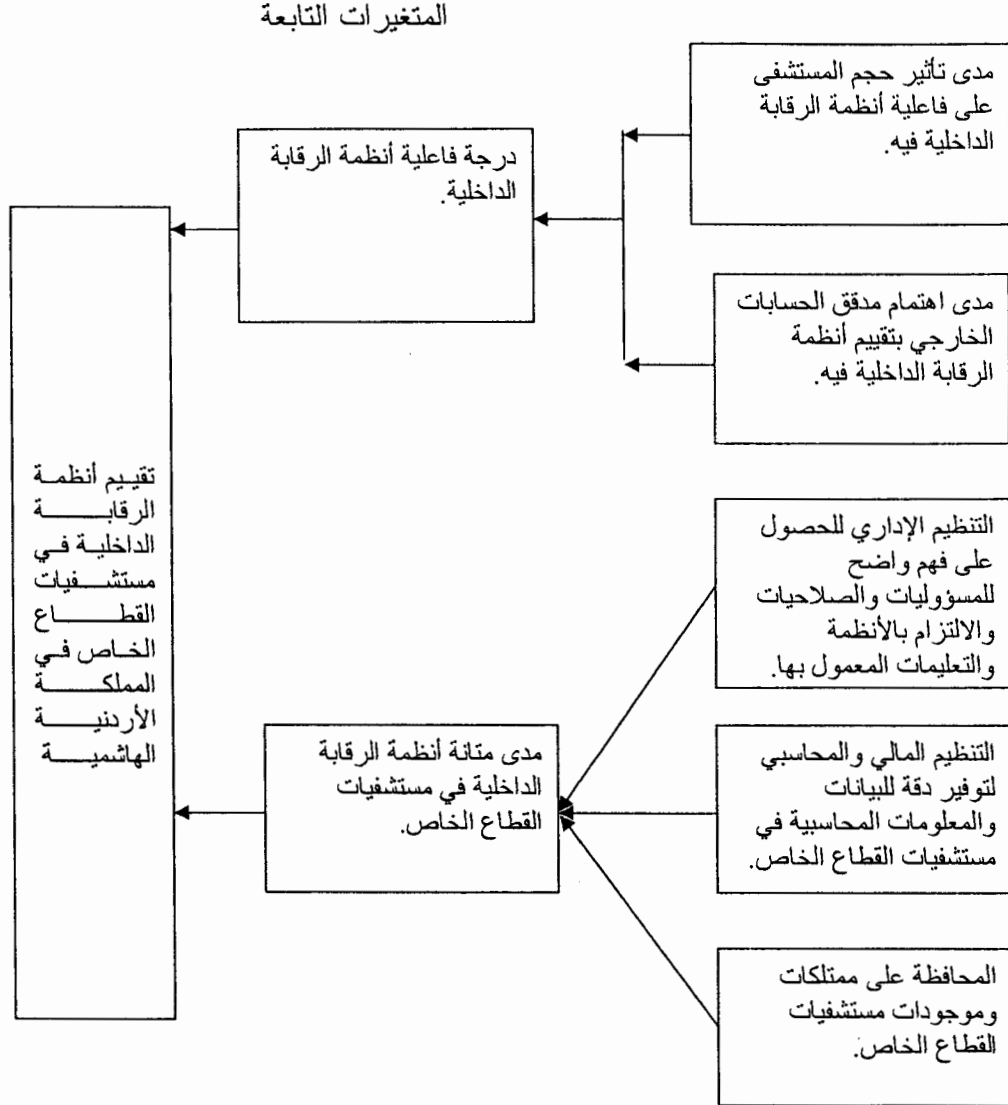 المتغيرات التابعة
مدى تأثير حجم المستشفى
على فاعلية أنظمة الرقابة
الداخلية فيه.
درجة فاعلية أنظمة الرقابة
الداخلية.
مدى اهتمام مدقق الحسابات
الخارجي بتقييم أنظمة
الرقابة الداخلية فيه.
تقييم أنظمة
الرقابة
الداخلية في
مستشفيات
القطاع
الخاص في
المملكة
الأردنية
الهاشمية
التنظيم الإداري للحصول
على فهم واضح
للمسؤوليات والصلاحيات
والالتزام بالأنظمة
والتعليمات المعمول بها.
مدى متانة أنظمة الرقابة
الداخلية في مستشفيات
القطاع الخاص.
التنظيم المالي والمحاسبي
لتوفير دقة للبيانات
والمعلومات المحاسبية في
مستشفيات القطاع الخاص.
المحافظة على ممتلكات
وموجودات مستشفيات
القطاع الخاص.